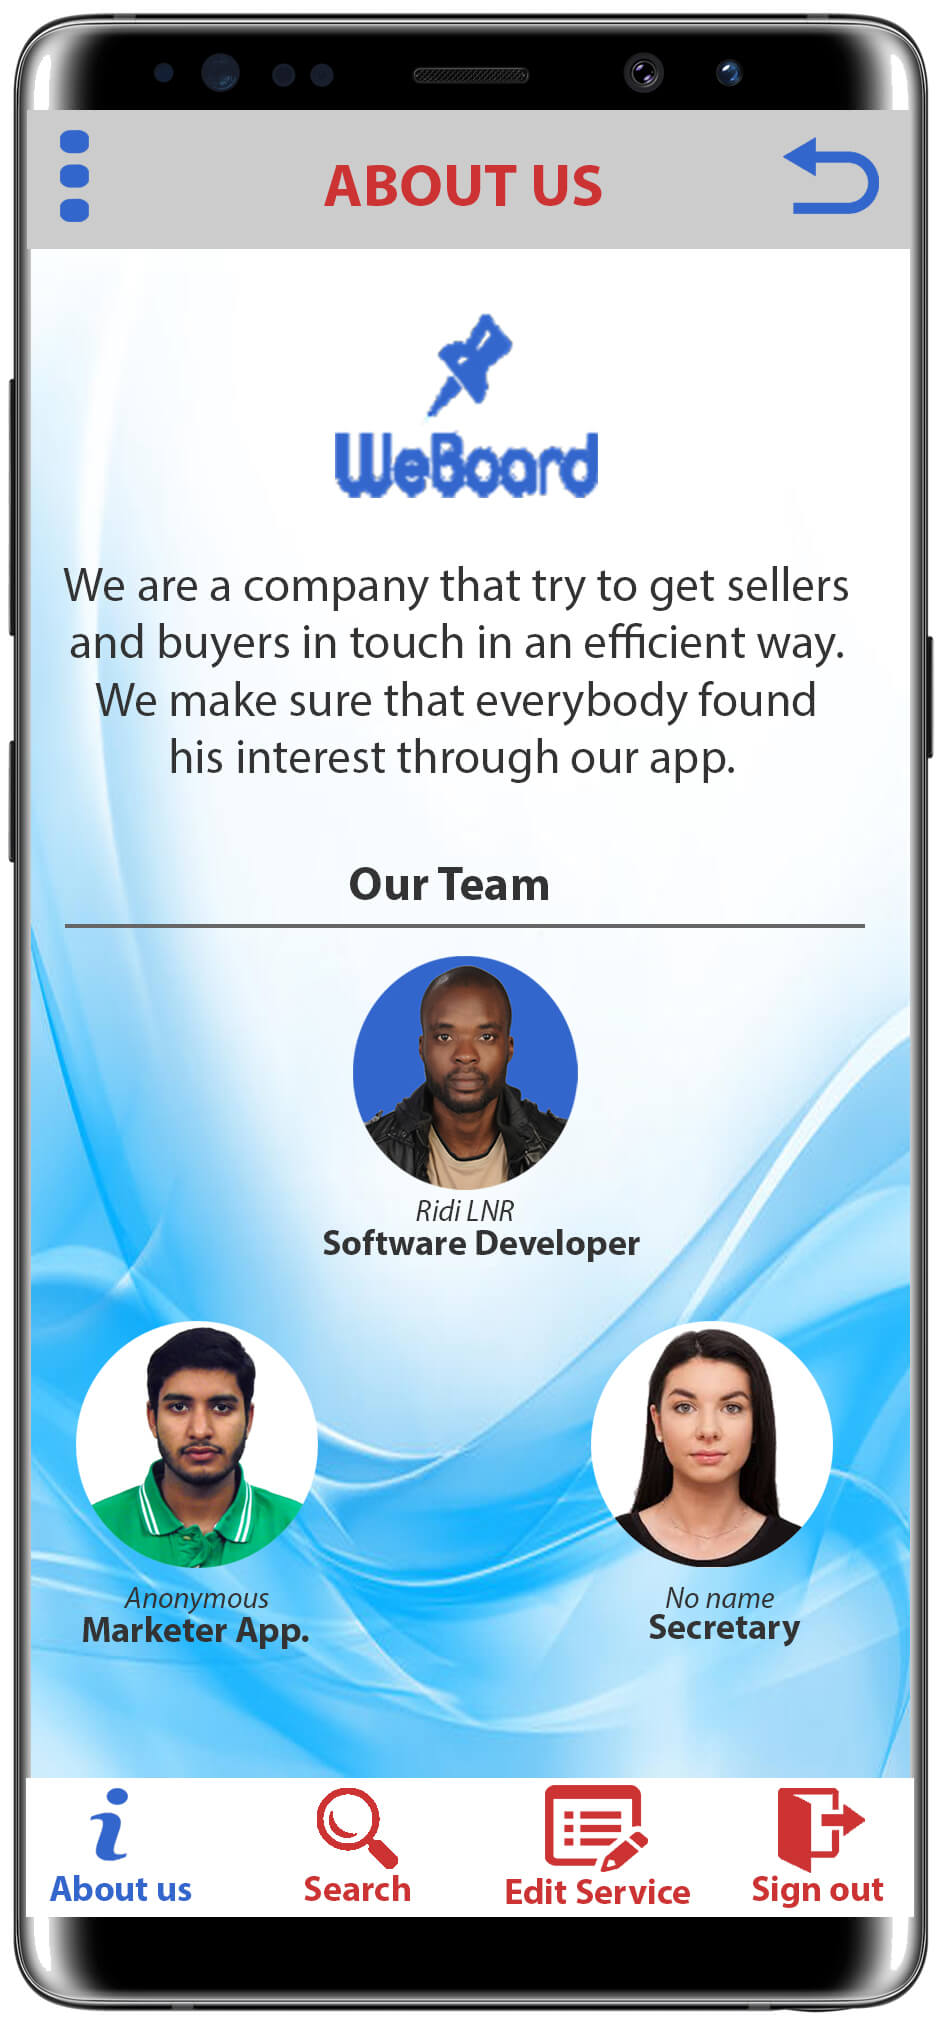 ABOUT US
WeBoard
We are a company that try to get sellers
and buyers in touch in an efficient way.
We make sure that everybody found
his interest through our app.
Our Team
Ridi LNR
Software Developer
Anonymous
Marketer App.
No name
Secretary
About us
Search
Edit Service
Sign out